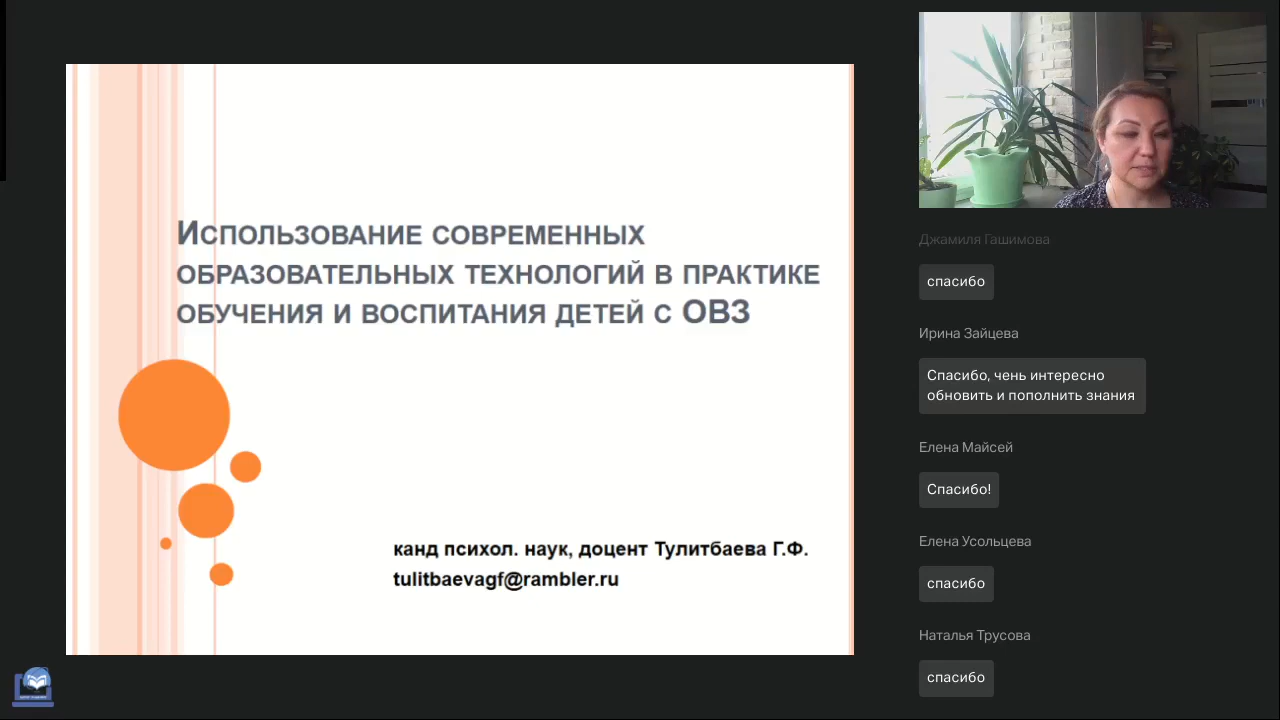 Использование современных
образовательных технологий в практике
обучения и воспитания детей с ОВЗ
канд психол. наук, доцент Тулитбаева Г.Ф.
tulitbaevagf@rambler.ru
Джамиля Гашимова
спасибо
Ирина Зайцева
Спасибо, чень интересно
обновить и пополнить знания
Елена Майсей
Спасибо!
Елена Усольцева
спасибо
Наталья Трусова
спасибо